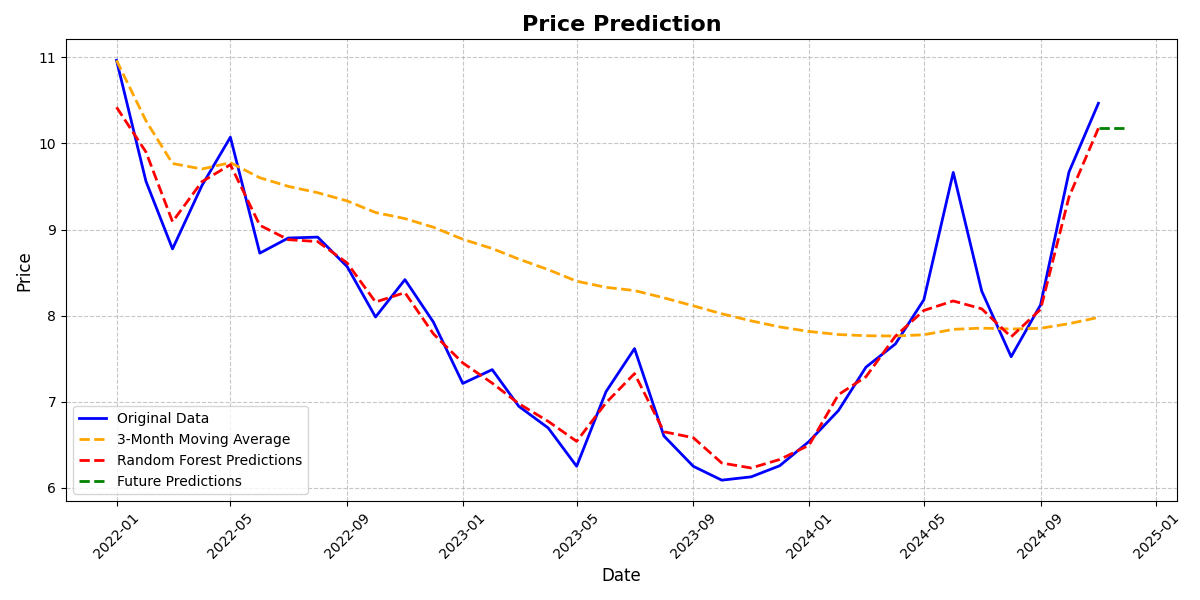 Price Prediction
11
10
9
8
7
6
Price
Original Data
3-Month Moving Average
Random Forest Predictions
Future Predictions
2022-01
2022-05
2022-09
2023-01
2023-05
2023-09
2024-01
2024-05
2024-09
2025-01
Date